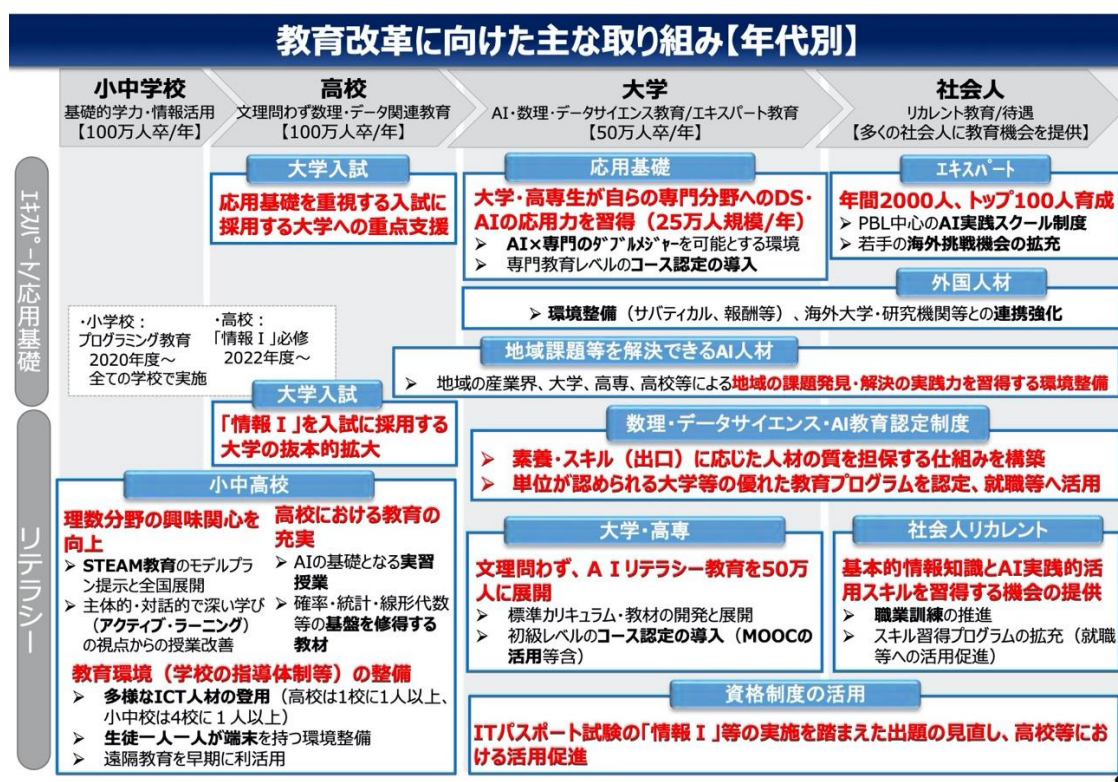 教育改革に向けた主な取り組み【年代別】
小中学校
基礎的学力・情報活用
【100万人卒/年】
高校
文理問わず数理・データ関連教育
【100万人卒/年】
大学
AI・数理・データサイエンス教育/エキスパート教育
【50万人卒/年】
社会人
リカレント教育/待遇
【多くの社会人に教育機会を提供】
エキスパート/応用基礎
大学入試
応用基礎を重視する入試に
採用する大学への重点支援
応用基礎
大学・高専生が自らの専門分野へのDS・
AIの応用力を習得（25万人規模/年）
➢ AI×専門のダブルメジャーを可能とする環境
➢ 専門教育レベルのコース認定の導入
エキスパート
年間2000人、トップ100人育成
➢ PBL中心のAI実践スクール制度
➢ 若手の海外挑戦機会の拡充
外国人材
➢ 環境整備（サバティカル、報酬等）、海外大学・研究機関等との連携強化
・小学校：
プログラミング教育
2020年度～
全ての学校で実施
・高校：
「情報Ⅰ」必修
2022年度～
地域課題等を解決できるAI人材
➢ 地域の産業界、大学、高専、高校等による地域の課題発見・解決の実践力を習得する環境整備
リテラシー
大学入試
「情報Ⅰ」を入試に採用する
大学の抜本的拡大
数理・データサイエンス・AI教育認定制度
➢ 素養・スキル（出口）に応じた人材の質を担保する仕組みを構築
➢ 単位が認められる大学等の優れた教育プログラムを認定、就職等へ活用
小中高校
理数分野の興味関心を
向上
➢ STEAM教育のモデルプラ
ン提示と全国展開
➢ 主体的・対話的で深い学び
（アクティブ・ラーニング）
の視点からの授業改善
高校における教育の
充実
➢ AIの基礎となる実習
授業
➢ 確率・統計・線形代数
等の基盤を修得する
教材
教育環境（学校の指導体制等）の整備
➢ 多様なICT人材の登用（高校は1校に1人以上、
小中校は4校に１人以上）
➢ 生徒一人一人が端末を持つ環境整備
➢ 遠隔教育を早期に利活用
大学・高専
文理問わず、ＡＩリテラシー教育を50万
人に展開
➢ 標準カリキュラム・教材の開発と展開
➢ 初級レベルのコース認定の導入（MOOCの
活用等含）
社会人リカレント
基本的情報知識とAI実践的活
用スキルを習得する機会の提供
➢ 職業訓練の推進
➢ スキル習得プログラムの拡充（就職
等への活用促進）
資格制度の活用
ITパスポート試験の「情報Ⅰ」等の実施を踏まえた出題の見直し、高校等にお
ける活用促進